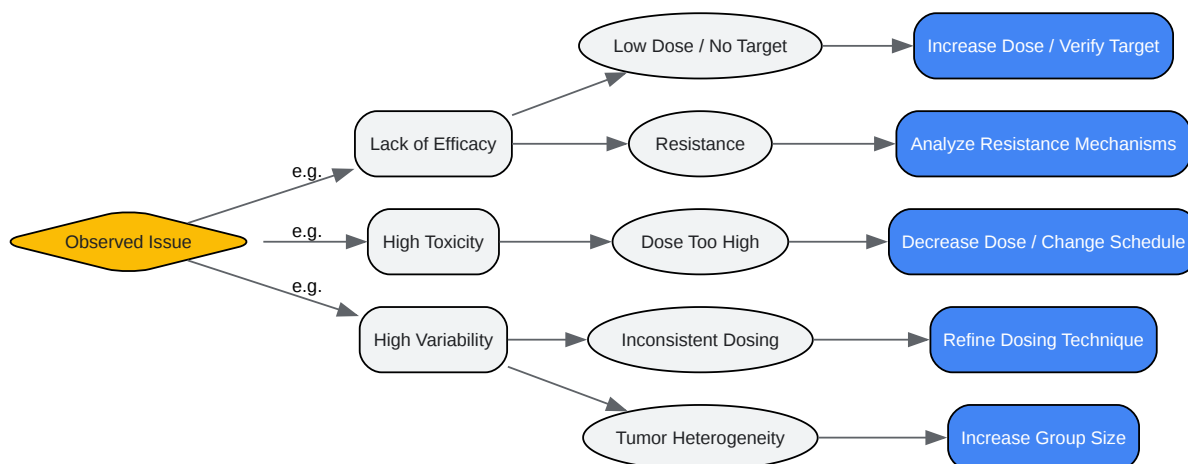 Low Dose / No Target
Increase Dose / Verify Target
Lack of Efficacy
Resistance
Analyze Resistance Mechanisms
e.g.
Observed Issue
e.g.
High Toxicity
Dose Too High
Decrease Dose / Change Schedule
e.g.
High Variability
Inconsistent Dosing
Refine Dosing Technique
Tumor Heterogeneity
Increase Group Size